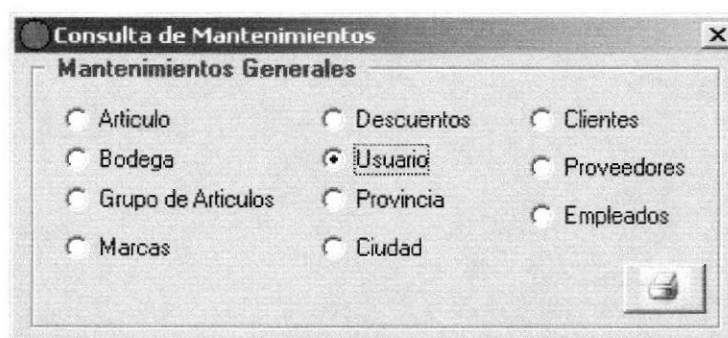 Consulta de Mantenimientos
Mantenimientos Generales
Articulo
Descuentos
Clientes
Bodega
Usuario
Proveedores
Grupo de Articulos
Provincia
Empleados
Marcas
Ciudad